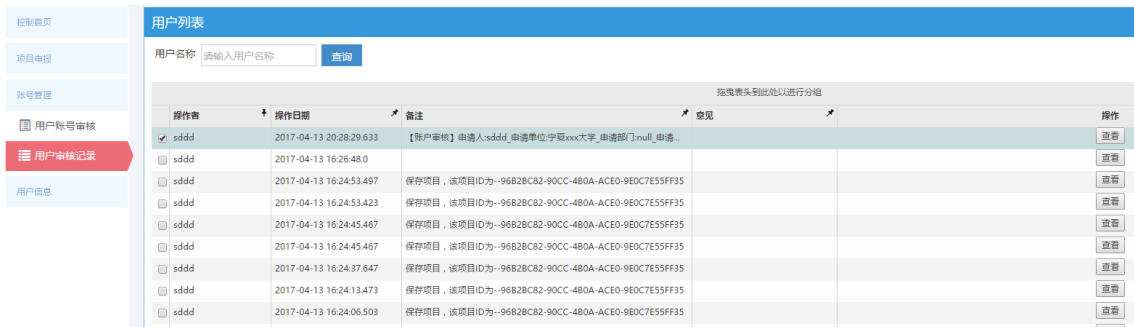 控制首页
项目申报
账号管理
用户账号审核
用户审核记录
用户信息
用户列表
用户名称 请输入用户名称 查询
拖曳表头到此处以进行分组
操作者 操作日期 备注 意见 操作
sddd 2017-04-13 20:28:29.633 【账户审核】申请人:sddd_申请单位:宁夏xxx大学_申请部门:null_申请... 查看
sddd 2017-04-13 16:26:48.0 查看
sddd 2017-04-13 16:24:53.497 保存项目，该项目ID为--96B2BC82-90CC-4B0A-ACE0-9E0C7E55FF35 查看
sddd 2017-04-13 16:24:53.423 保存项目，该项目ID为--96B2BC82-90CC-4B0A-ACE0-9E0C7E55FF35 查看
sddd 2017-04-13 16:24:45.467 保存项目，该项目ID为--96B2BC82-90CC-4B0A-ACE0-9E0C7E55FF35 查看
sddd 2017-04-13 16:24:45.467 保存项目，该项目ID为--96B2BC82-90CC-4B0A-ACE0-9E0C7E55FF35 查看
sddd 2017-04-13 16:24:37.647 保存项目，该项目ID为--96B2BC82-90CC-4B0A-ACE0-9E0C7E55FF35 查看
sddd 2017-04-13 16:24:13.473 保存项目，该项目ID为--96B2BC82-90CC-4B0A-ACE0-9E0C7E55FF35 查看
sddd 2017-04-13 16:24:06.503 保存项目，该项目ID为--96B2BC82-90CC-4B0A-ACE0-9E0C7E55FF35 查看